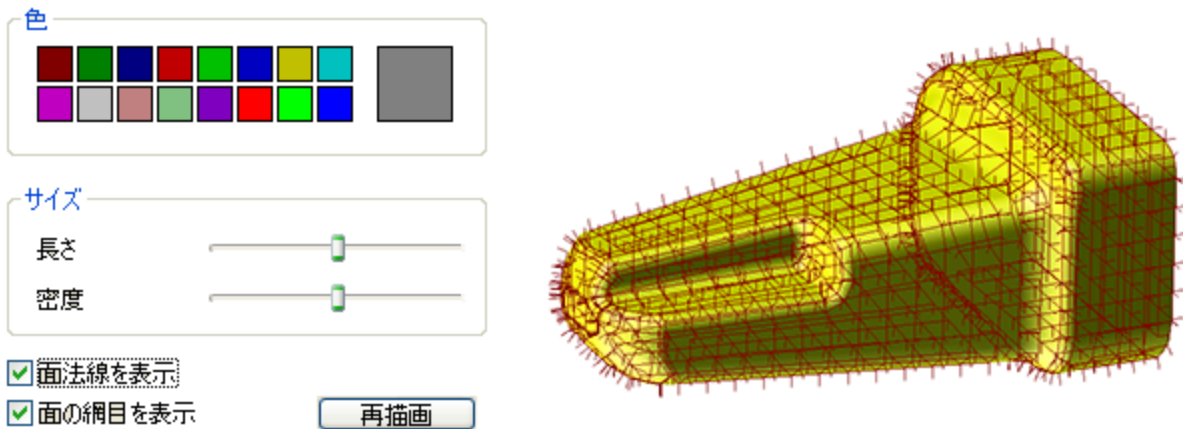 色
サイズ
長さ
密度
面法線を表示
面の網目を表示
再描画